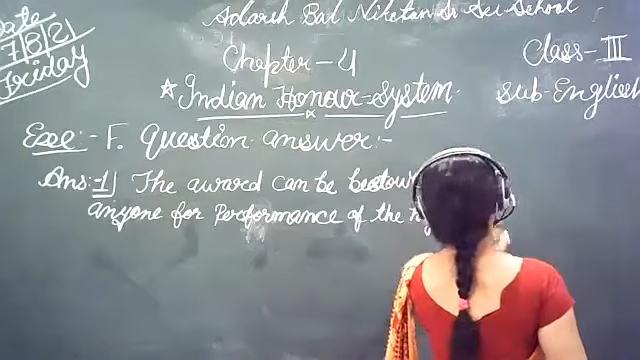 Adarsh Bal Niketan Sr Sec School
Date
7/8/21
Friday
Chapter - 4
Class - III
* Indian Honour System
Sub-English
Exe:- F. Question answer:-
Ans:-1) The award can be
anyone for Performance of the